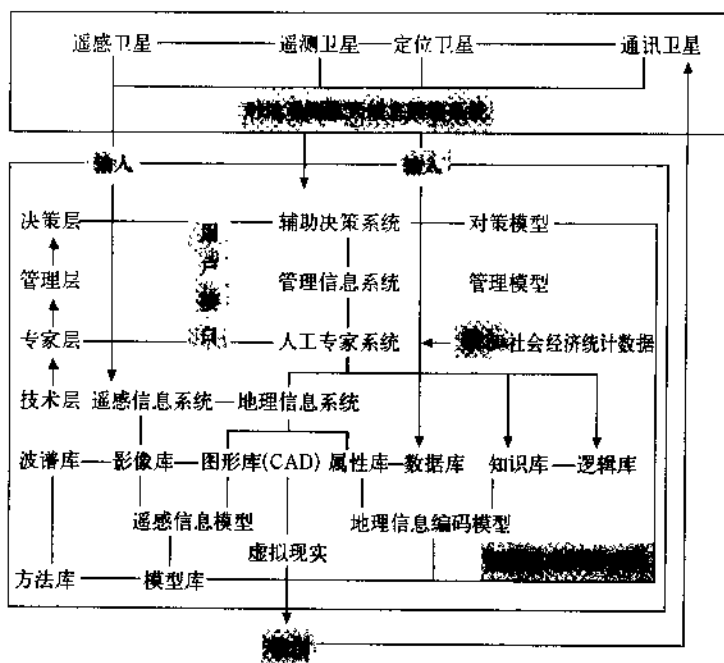 遥感卫星 遥测卫星 定位卫星 通讯卫星
输入 输入
决策层 辅助决策系统 对策模型
用户接口
管理层 管理信息系统 管理模型
专家层 人工专家系统 社会经济统计数据
技术层 遥感信息系统 地理信息系统
波谱库 影像库 图形库(CAD) 属性库 数据库 知识库 逻辑库
遥感信息模型 地理信息编码模型
虚拟现实
方法库 模型库